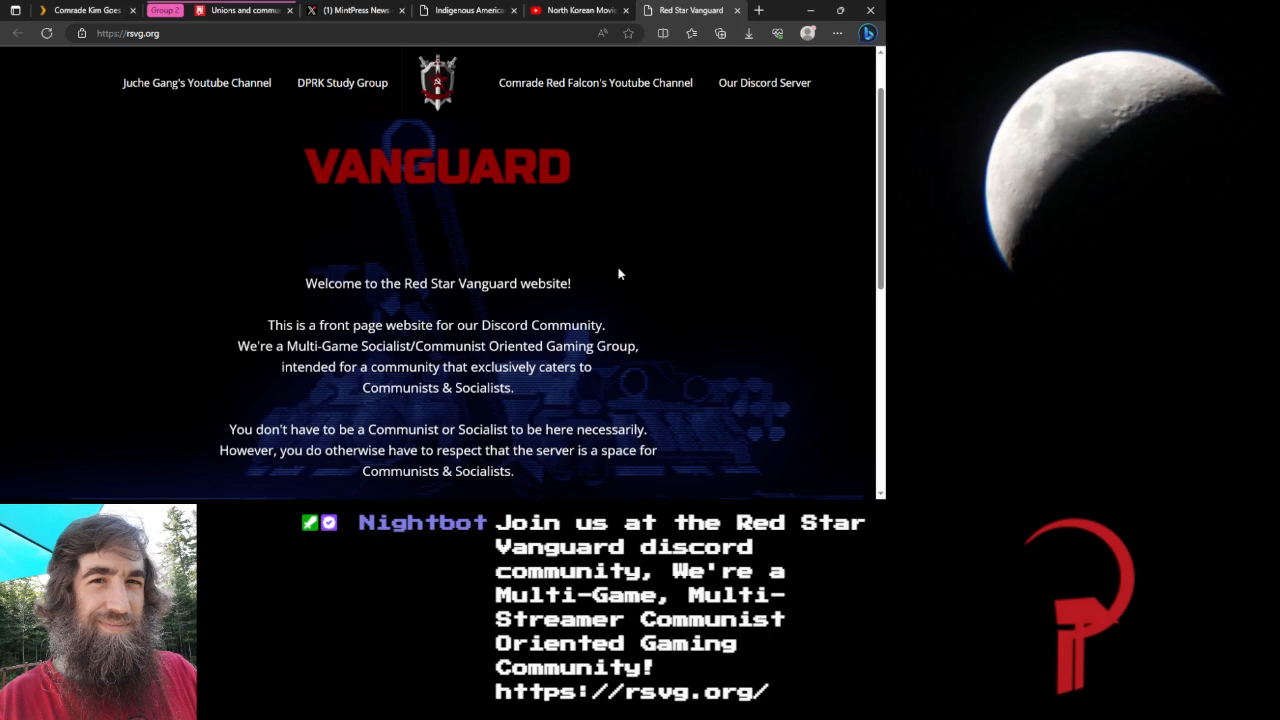 Comrade Kim Goes
Group 2
Unions and commu
(1) MintPress News
Indigenous America
North Korean Movie
Red Star Vanguard
https://rsvg.org
Juche Gang's Youtube Channel
DPRK Study Group
Comrade Red Falcon's Youtube Channel
Our Discord Server
VANGUARD
Welcome to the Red Star Vanguard website!
This is a front page website for our Discord Community.
We're a Multi-Game Socialist/Communist Oriented Gaming Group,
intended for a community that exclusively caters to
Communists & Socialists.
You don't have to be a Communist or Socialist to be here necessarily.
However, you do otherwise have to respect that the server is a space for
Communists & Socialists.
Nightbot Join us at the Red Star
Vanguard discord
community, We're a
Multi-Game, Multi-
Streamer Communist
Oriented Gaming
Community!
https://rsvg.org/